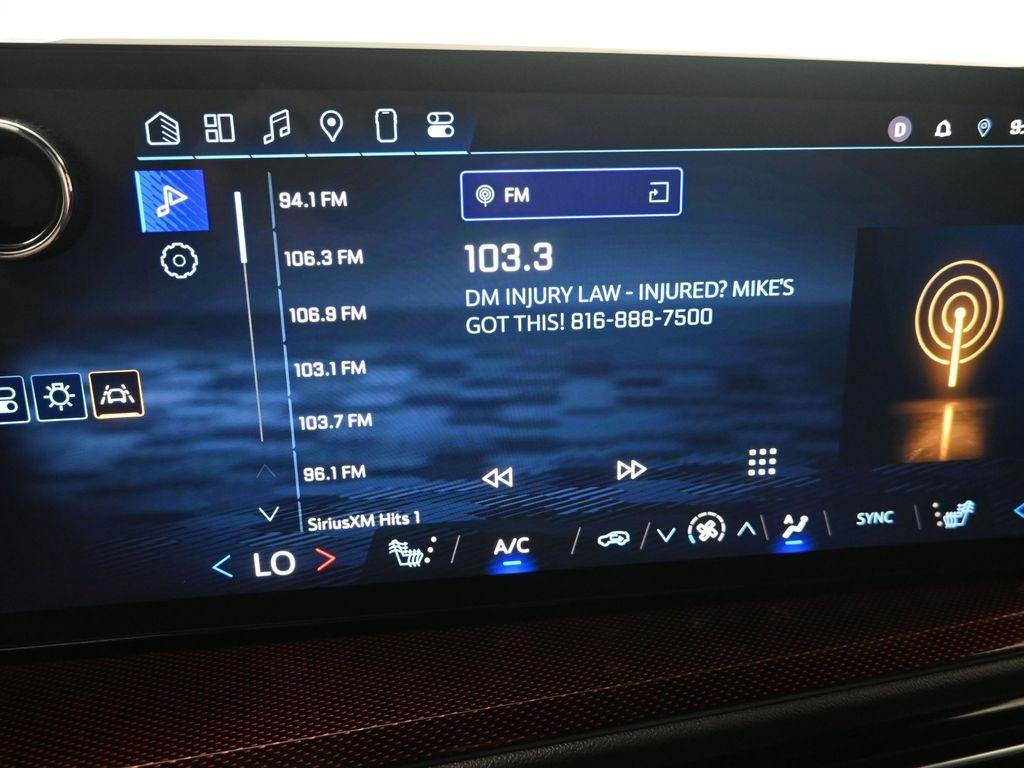 D
94.1 FM
106.3 FM
106.9 FM
103.1 FM
103.7 FM
96.1 FM
SiriusXM Hits 1
FM
103.3
DM INJURY LAW - INJURED? MIKE'S
GOT THIS! 816-888-7500
LO
A/C
SYNC